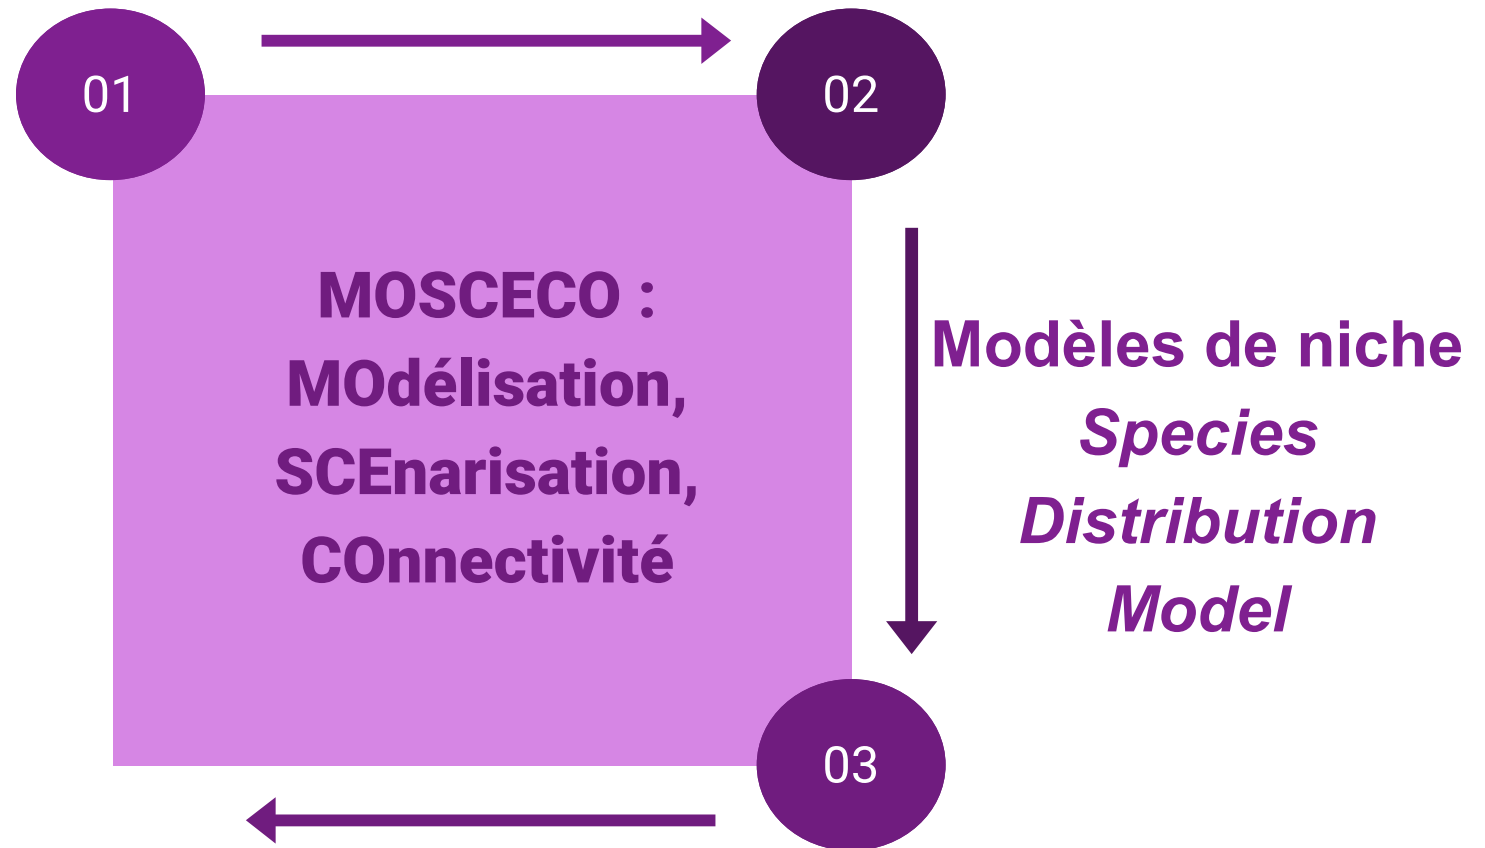 01
02
MOSCECO :
MOdélisation,
SCEnarisation,
COnnectivité
Modèles de niche
Species
Distribution
Model
03